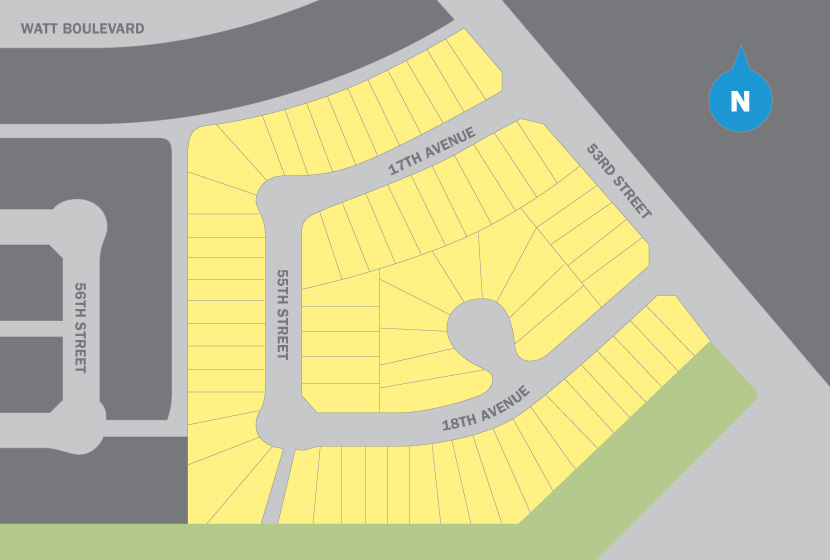 WATT BOULEVARD
N
17TH AVENUE
53RD STREET
55TH STREET
56TH STREET
18TH AVENUE